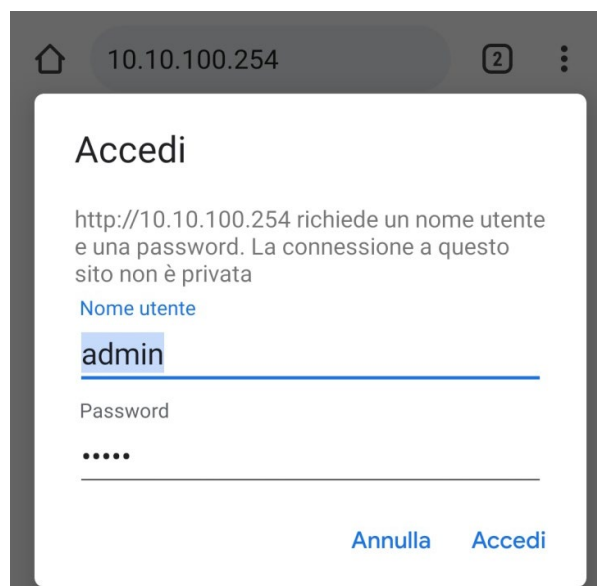 10.10.100.254
2
Accedi
http://10.10.100.254 richiede un nome utente
e una password. La connessione a questo
sito non è privata
Nome utente
admin
Password
•••••
Annulla
Accedi